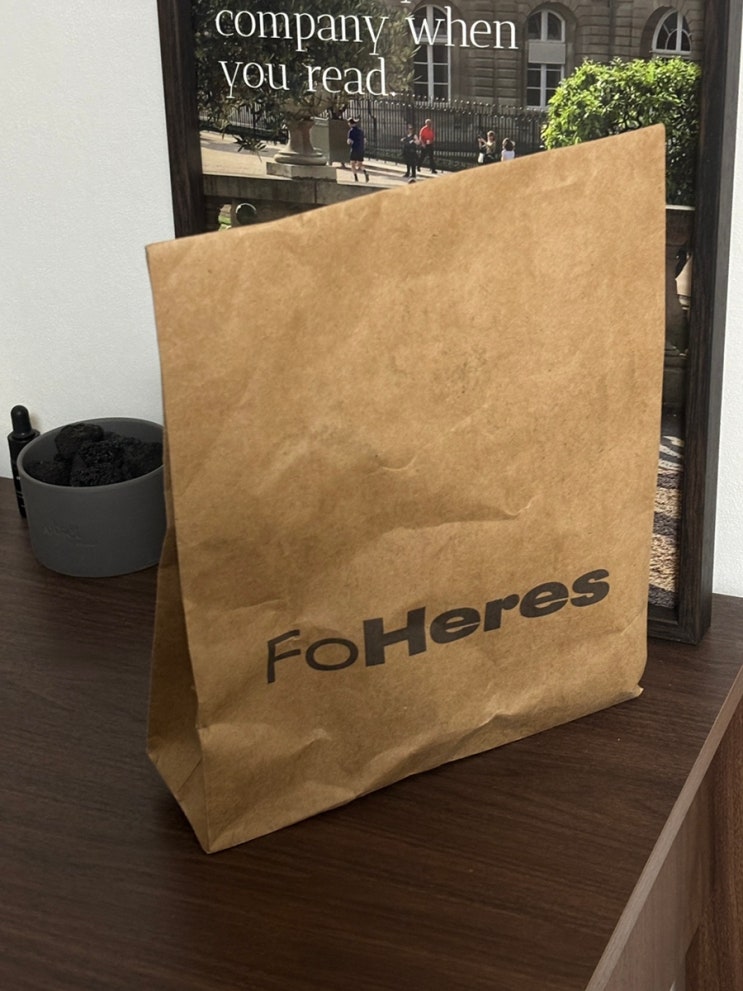 company when
you read.
FoHeres